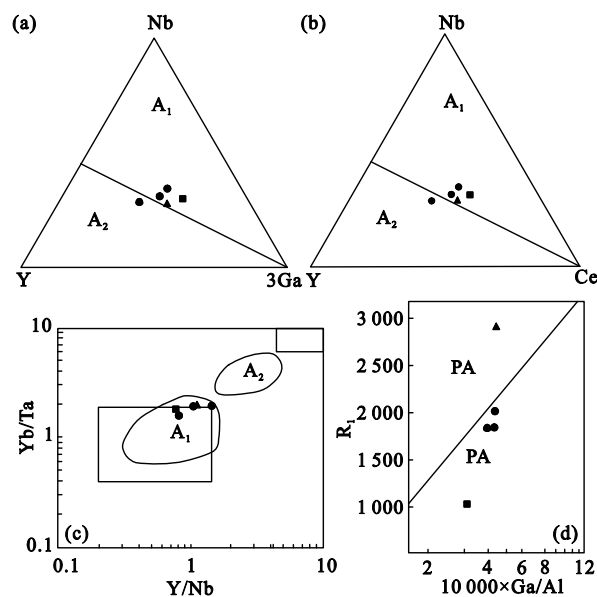 (a)
Nb
A1
A2
Y
3Ga
(b)
Nb
A1
A2
Y
Ce
10
1
0.1
Yb/Ta
A2
A1
(c)
0.1
1
10
Y/Nb
3 000
2 500
2 000
1 500
1 000
R1
PA
PA
(d)
2
4
6
8
12
10 000×Ga/Al